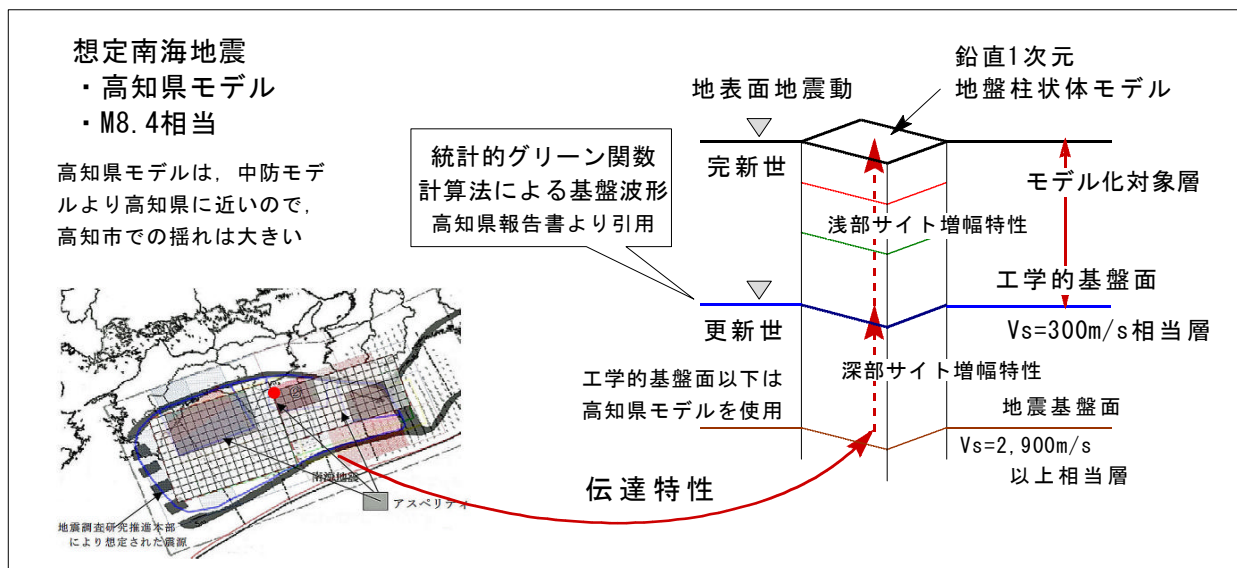 想定南海地震
・高知県モデル
・M8.4相当
高知県モデルは，中防モデ
ルより高知県に近いので，
高知市での揺れは大きい
統計的グリーン関数
計算法による基盤波形
高知県報告書より引用
鉛直1次元
地盤柱状体モデル
地表面地震動
完新世
モデル化対象層
浅部サイト増幅特性
工学的基盤面
更新世
Vs=300m/s相当層
深部サイト増幅特性
工学的基盤面以下は
高知県モデルを使用
地震基盤面
Vs=2,900m/s
以上相当層
伝達特性
南海地震
アスペリティ
地震調査研究推進本部
により想定された震源